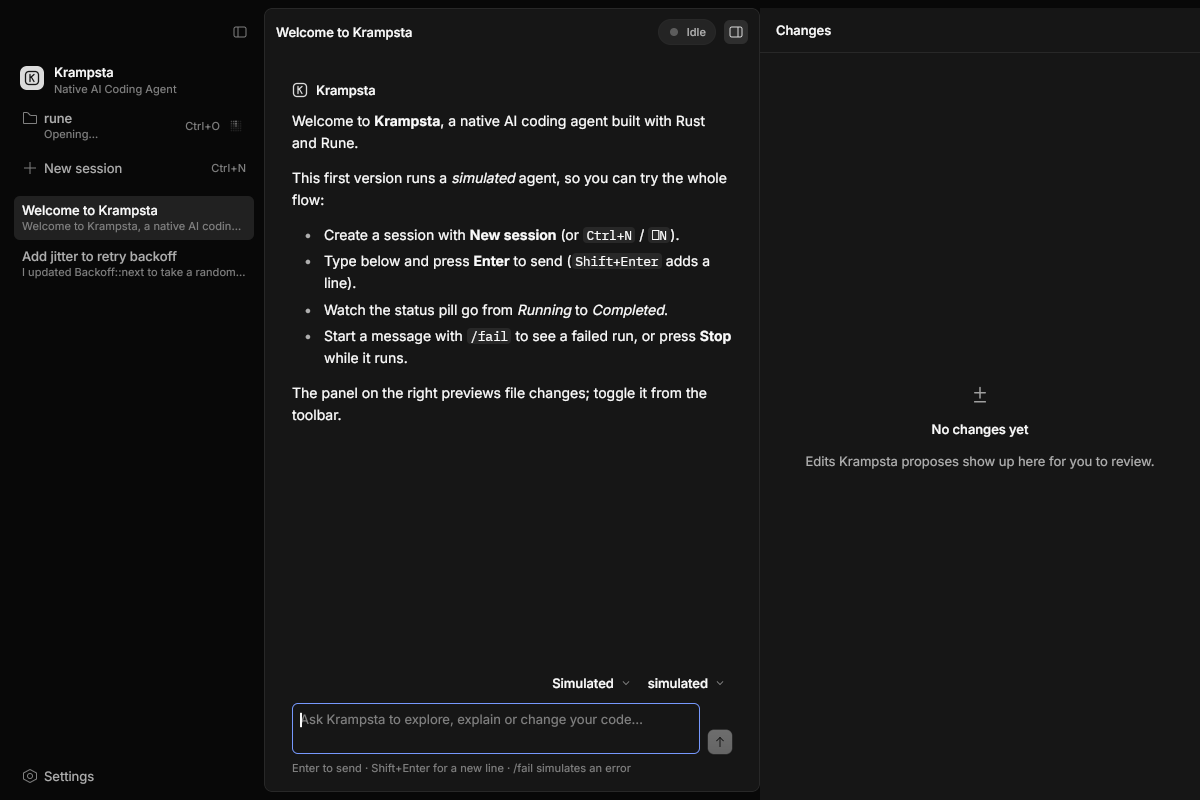 Krampsta
Native AI Coding Agent
rune
Opening...
Ctrl+O
New session
Ctrl+N
Welcome to Krampsta
Welcome to Krampsta, a native AI codin...
Add jitter to retry backoff
I updated Backoff::next to take a random...
Settings
Welcome to Krampsta
Idle
Krampsta
Welcome to Krampsta, a native AI coding agent built with Rust
and Rune.
This first version runs a simulated agent, so you can try the whole
flow:
• Create a session with New session (or Ctrl+N / N).
• Type below and press Enter to send (Shift+Enter adds a
line).
• Watch the status pill go from Running to Completed.
• Start a message with /fail to see a failed run, or press Stop
while it runs.
The panel on the right previews file changes; toggle it from the
toolbar.
Simulated
simulated
Ask Krampsta to explore, explain or change your code...
Enter to send · Shift+Enter for a new line · /fail simulates an error
Changes
No changes yet
Edits Krampsta proposes show up here for you to review.